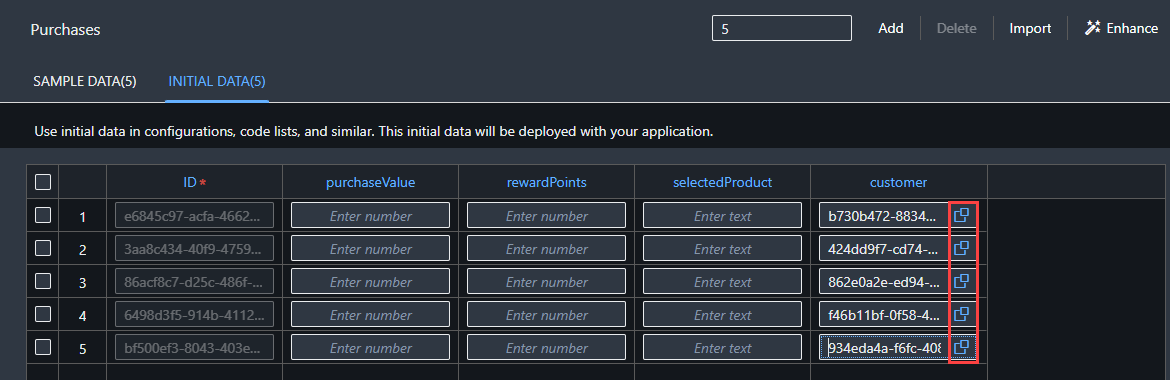 Purchases 5 Add Delete Import Enhance
SAMPLE DATA(5) INITIAL DATA(5)
Use initial data in configurations, code lists, and similar. This initial data will be deployed with your application.
ID* purchaseValue rewardPoints selectedProduct customer
1 e6845c97-acfa-4662... Enter number Enter number Enter text b730b472-8834...
2 3aa8c434-40f9-4759... Enter number Enter number Enter text 424dd9f7-cd74-...
3 86acf8c7-d25c-486f-... Enter number Enter number Enter text 862e0a2e-ed94-...
4 6498d3f5-914b-4112... Enter number Enter number Enter text f46b11bf-0f58-4...
5 bf500ef3-8043-403e... Enter number Enter number Enter text 934eda4a-f6fc-408